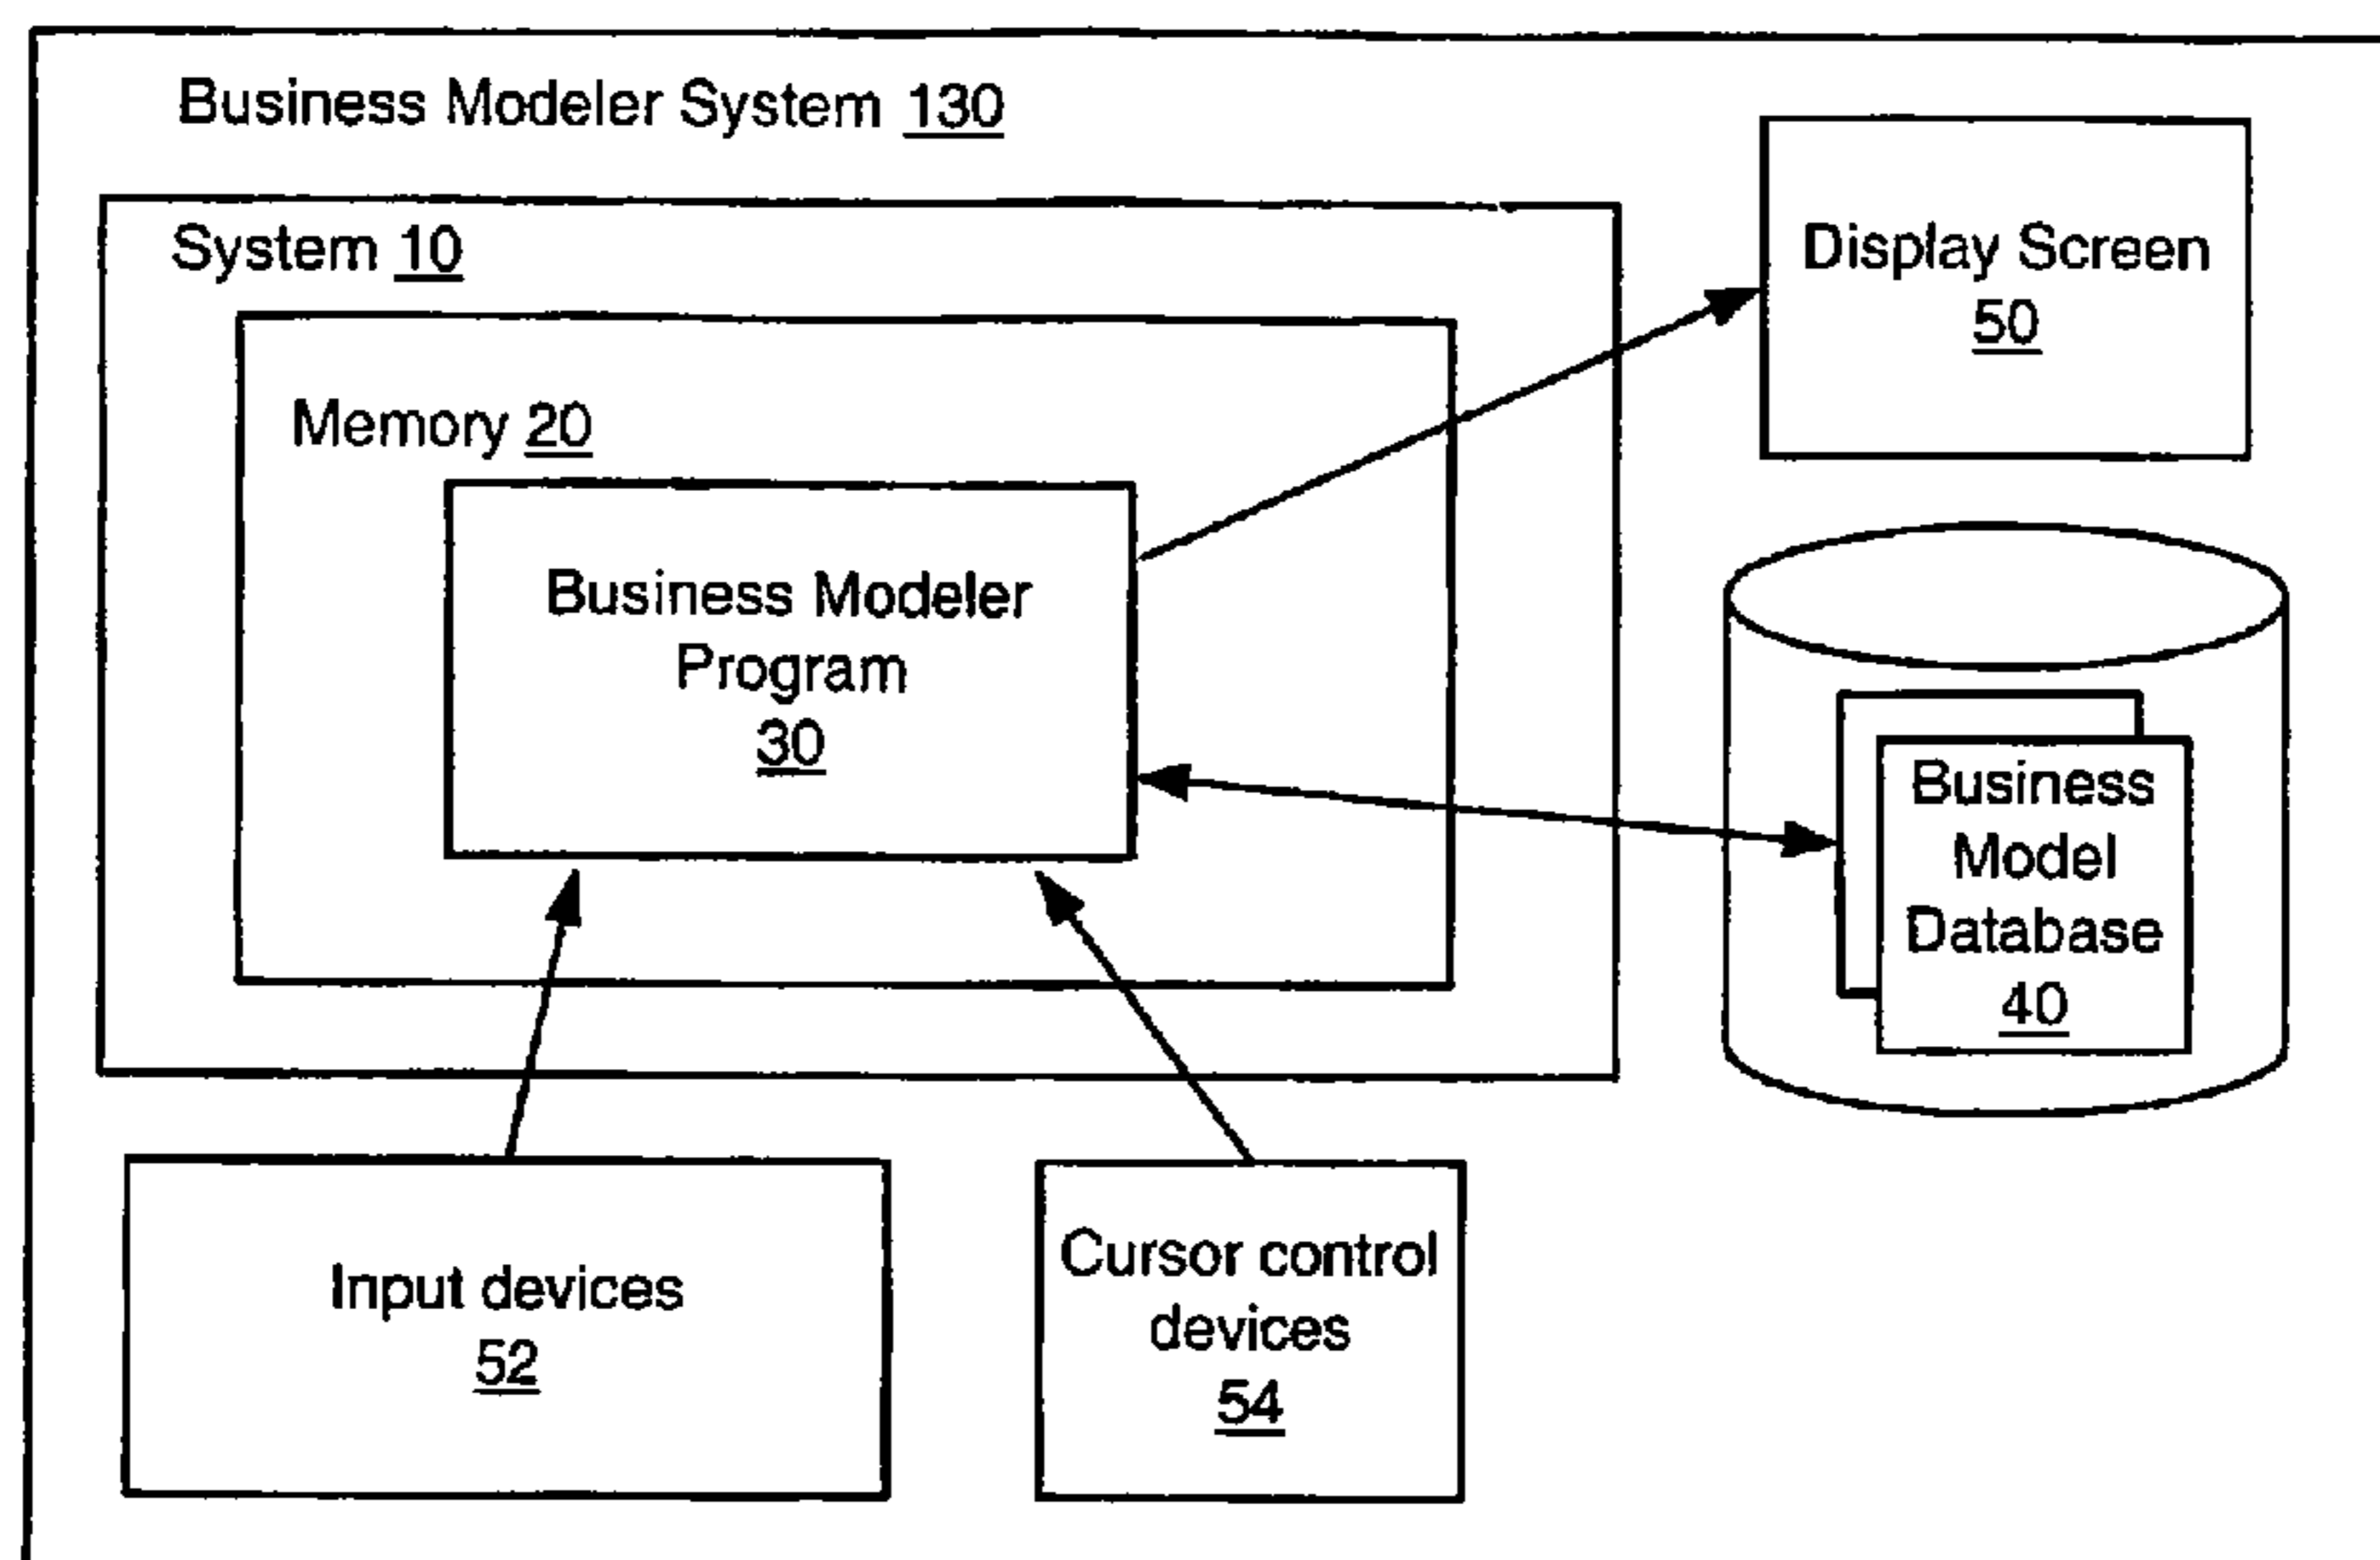 Business Modeler System 130
System 10
Display Screen
50
Memory 20
Business Modeler
Program
30
Business
Model
Database
40
Input devices
52
Cursor control
devices
54